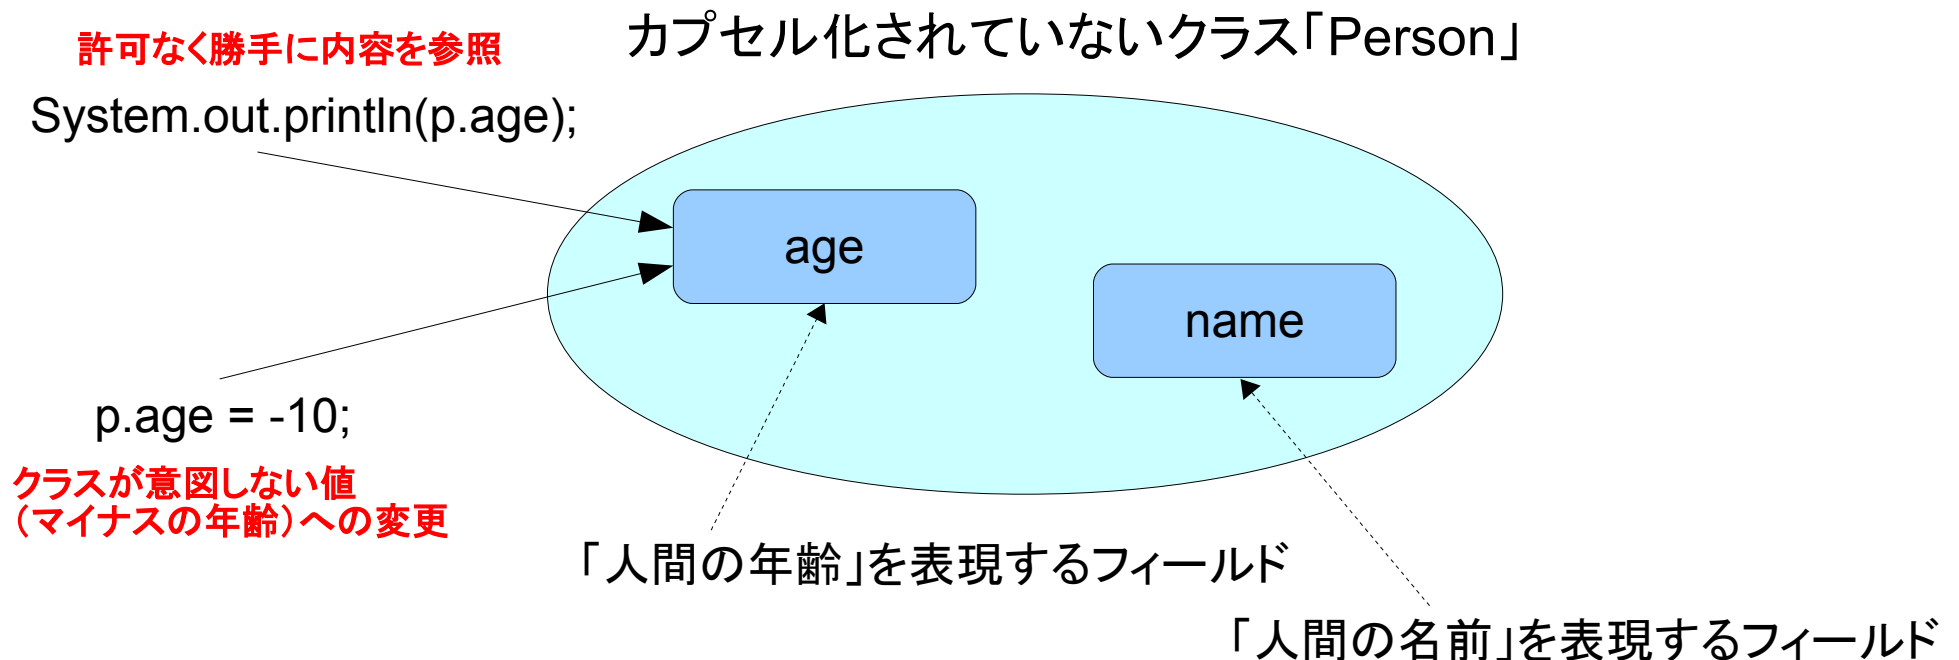 カプセル化されていないクラス「Person」
許可なく勝手に内容を参照
System.out.println(p.age);
age
name
p.age = -10;
クラスが意図しない値
（マイナスの年齢）への変更
「人間の年齢」を表現するフィールド
「人間の名前」を表現するフィールド